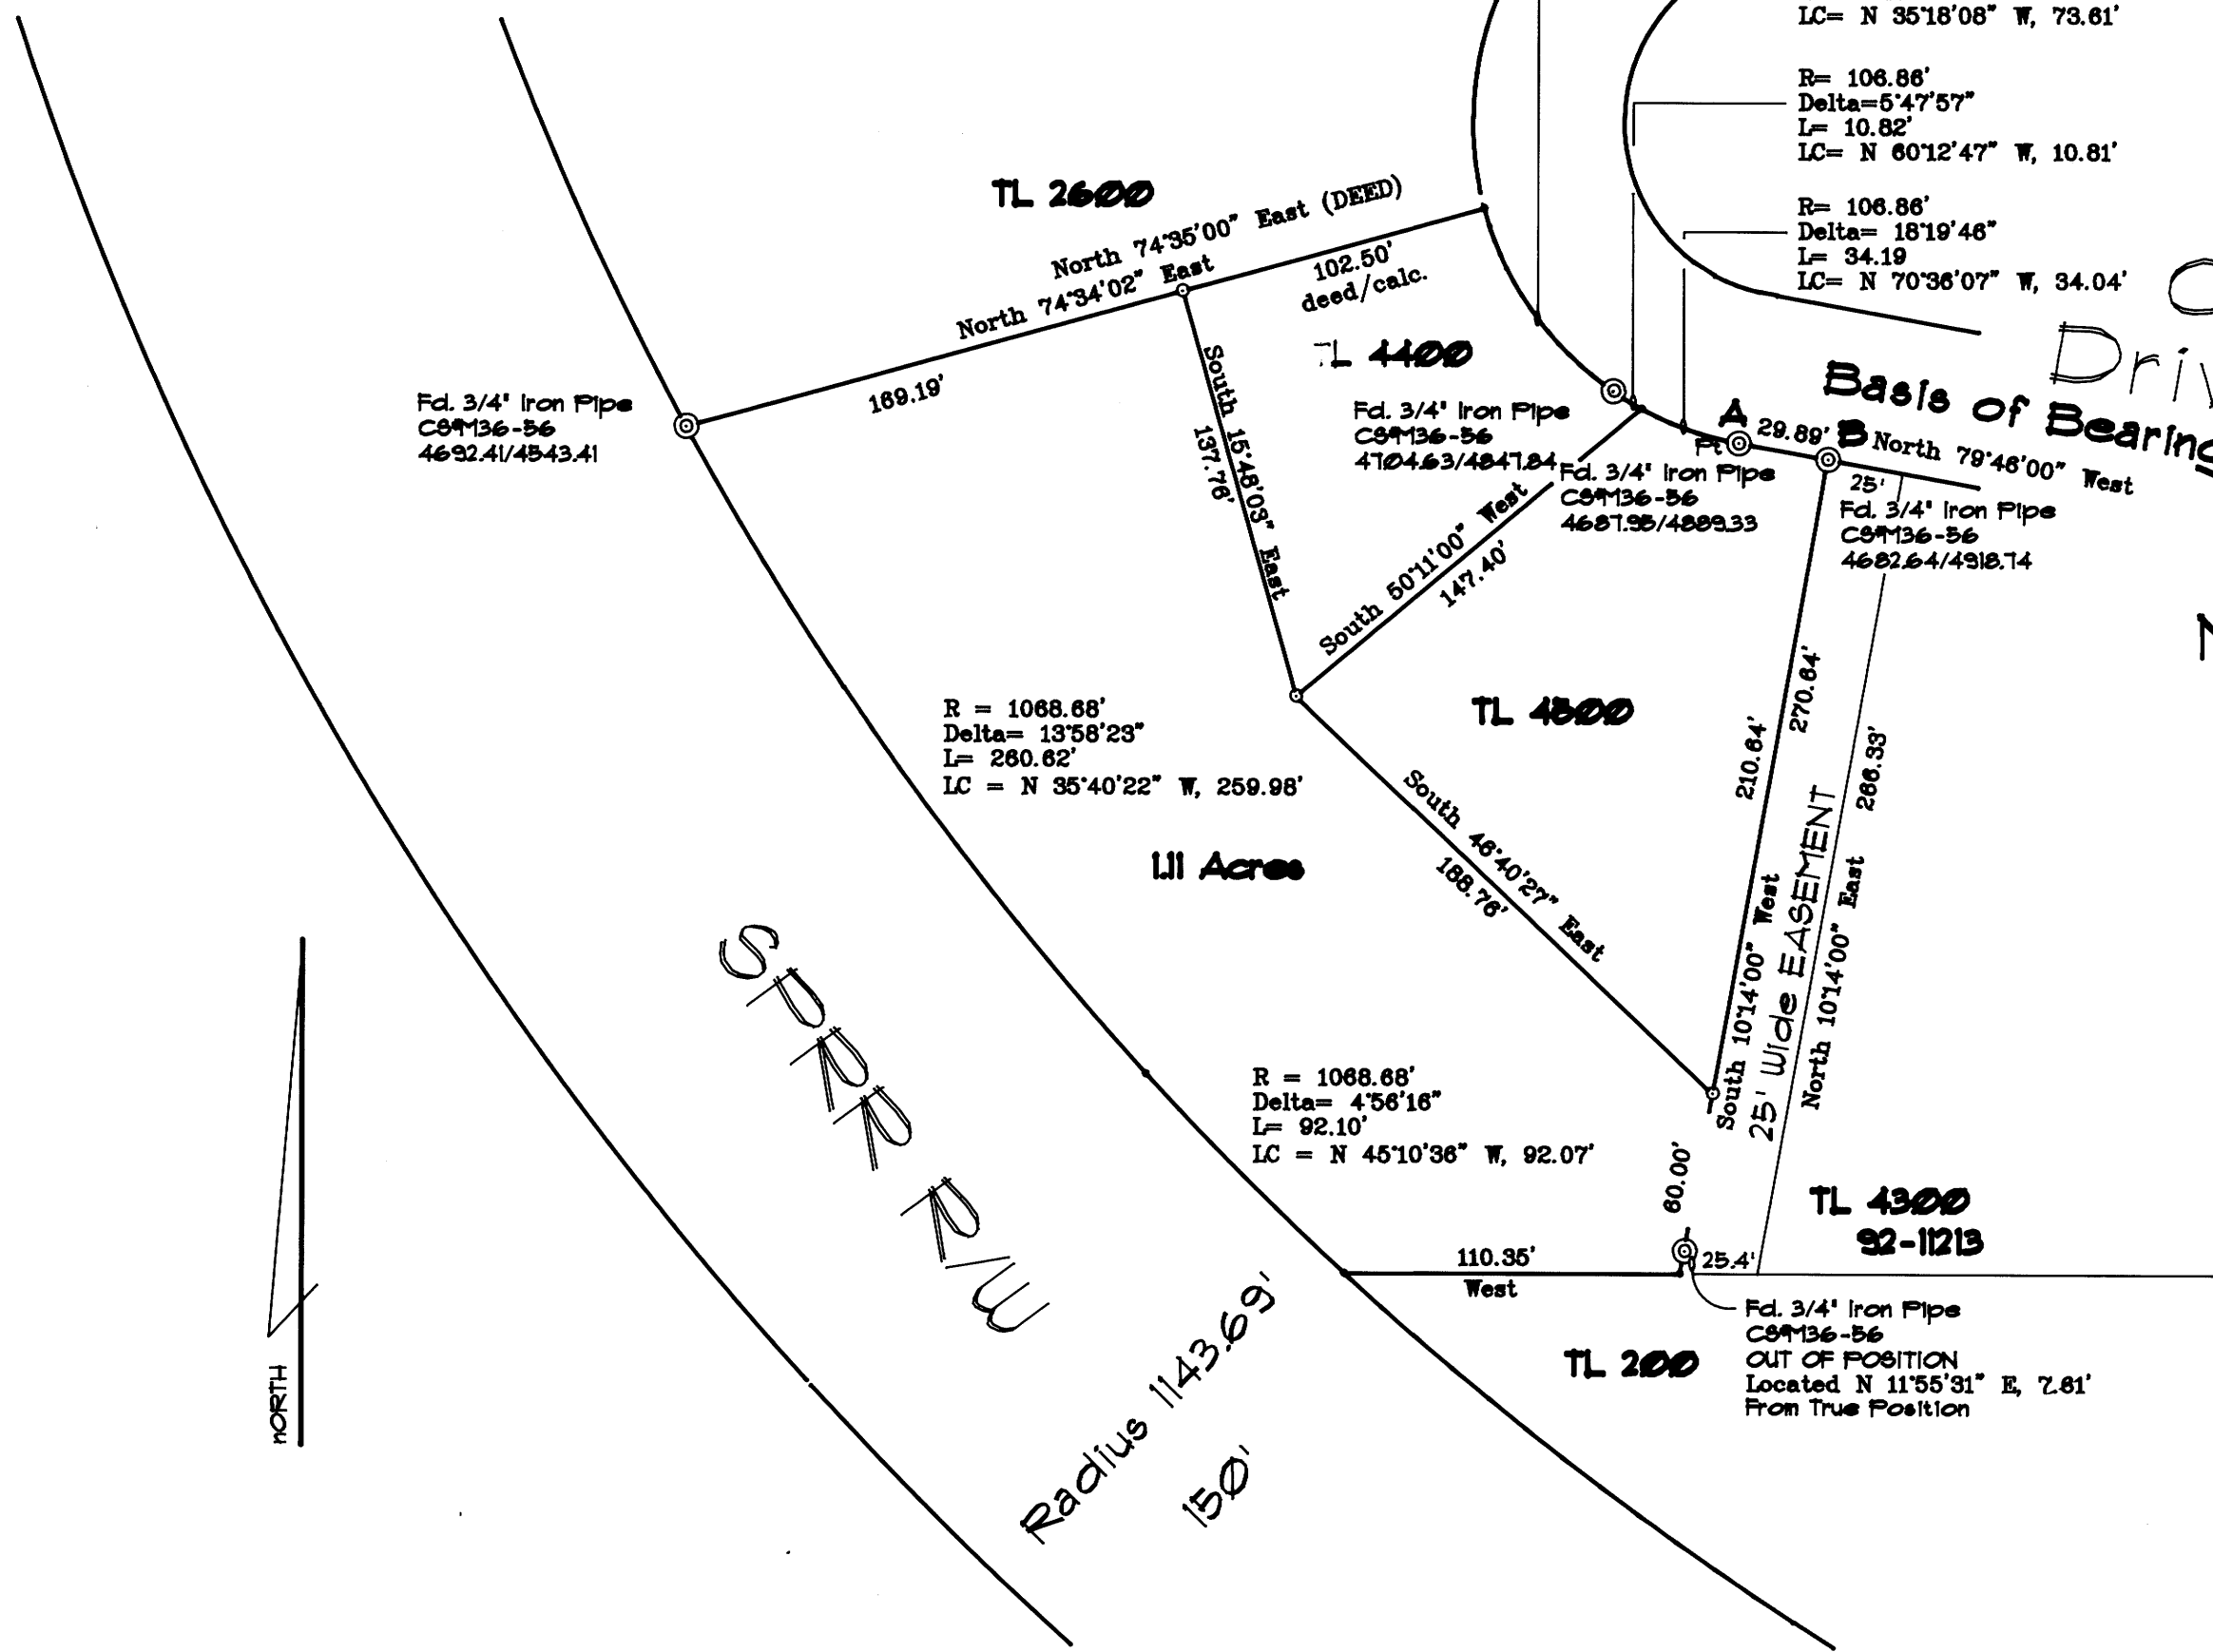 LC= N 35°18'08" W, 73.61'
R= 106.86'
Delta=5°47'57"
L= 10.82'
LC= N 60°12'47" W, 10.81'
R= 106.86'
Delta= 18°19'46"
L= 34.19
LC= N 70°36'07" W, 34.04'
TL 2600
North 74°35'00" East (DEED)
North 74°34'02" East
102.50'
deed/calc.
169.19'
TL 4400
Fd. 3/4" Iron Pipe
CS#M36-56
4692.41/4543.41
South 15°48'03" East
137.76'
Fd. 3/4" Iron Pipe
CS#M36-56
4704.63/4847.84
Basis of Bearing
A
29.89'
B
North 79°46'00" West
Pt
25'
Fd. 3/4" Iron Pipe
CS#M36-56
4687.95/4889.33
Fd. 3/4" Iron Pipe
CS#M36-56
4682.64/4918.74
South 50°11'00" West
147.40'
R = 1068.68'
Delta= 13°58'23"
L= 260.62'
LC = N 35°40'22" W, 259.98'
TL 4500
210.64'
270.64'
266.33'
1.11 Acres
South 46°40'27" East
188.76'
South 10°14'00" West
25' Wide EASEMENT
North 10°14'00" East
SPRR R/W
R = 1068.68'
Delta= 4°56'16"
L= 92.10'
LC = N 45°10'36" W, 92.07'
60.00'
TL 4300
92-11213
110.35'
West
25.4'
Fd. 3/4" Iron Pipe
CS#M36-56
OUT OF POSITION
Located N 11°55'31" E, 7.61'
From True Position
TL 200
Radius 1143.69'
150'
NORTH